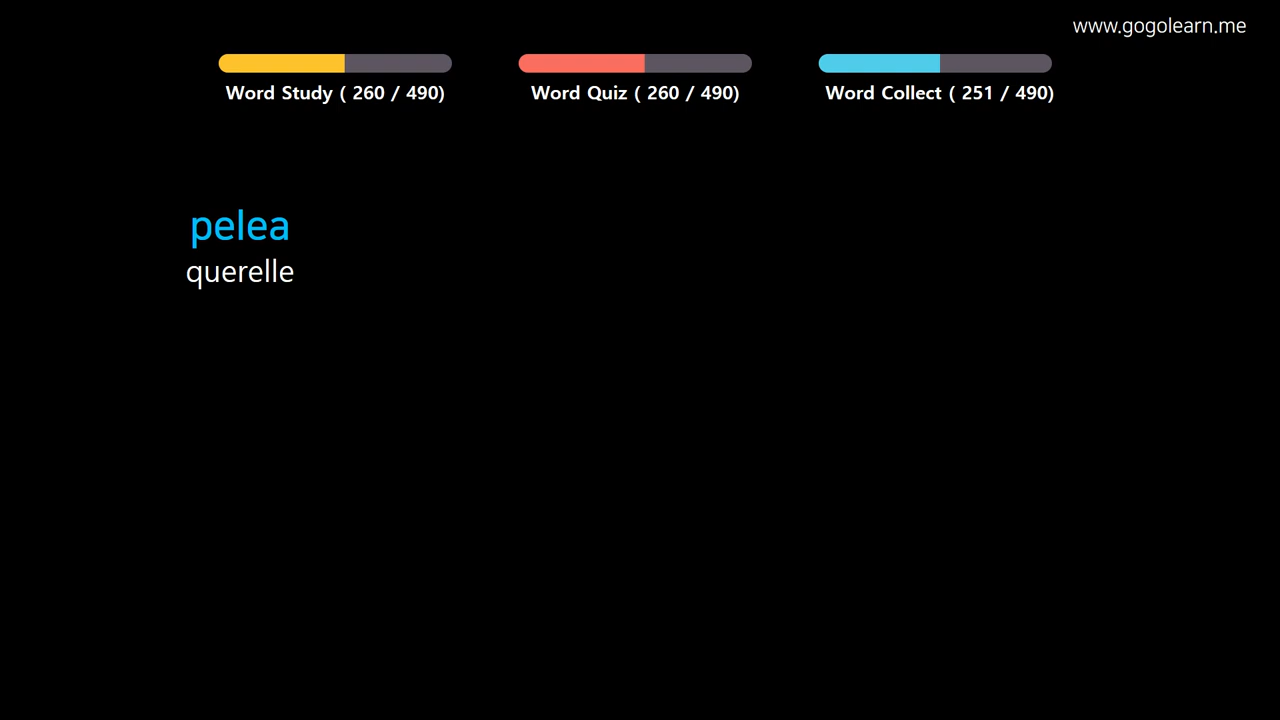 www.gogolearn.me
Word Study ( 260 / 490)
Word Quiz ( 260 / 490)
Word Collect ( 251 / 490)
pelea
querelle